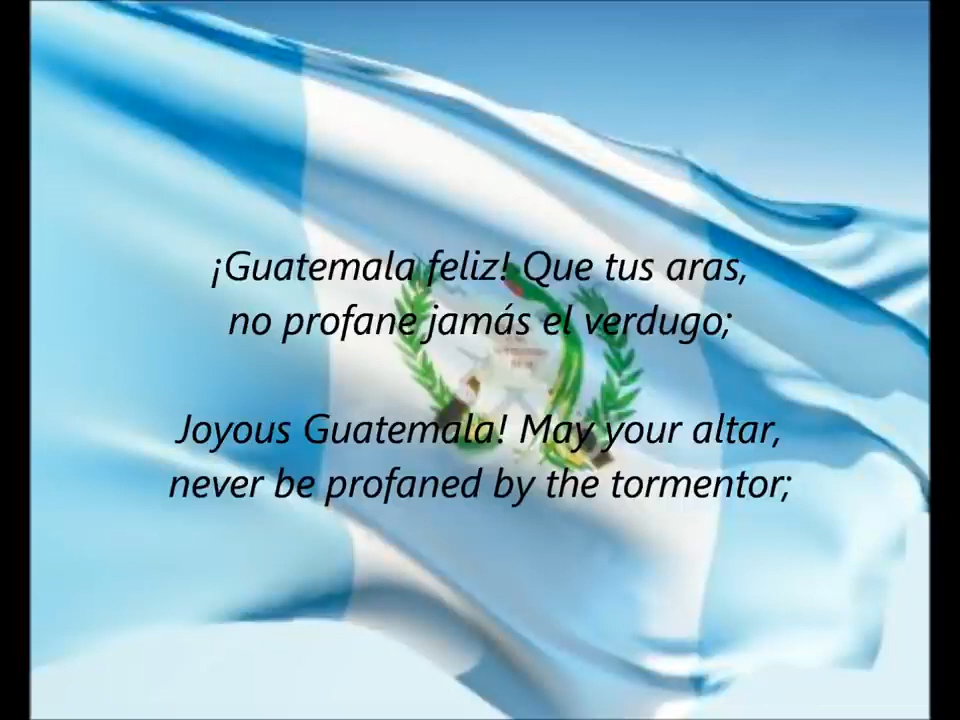 ¡Guatemala feliz! Que tus aras,
no profane jamás el verdugo;
Joyous Guatemala! May your altar,
never be profaned by the tormentor;